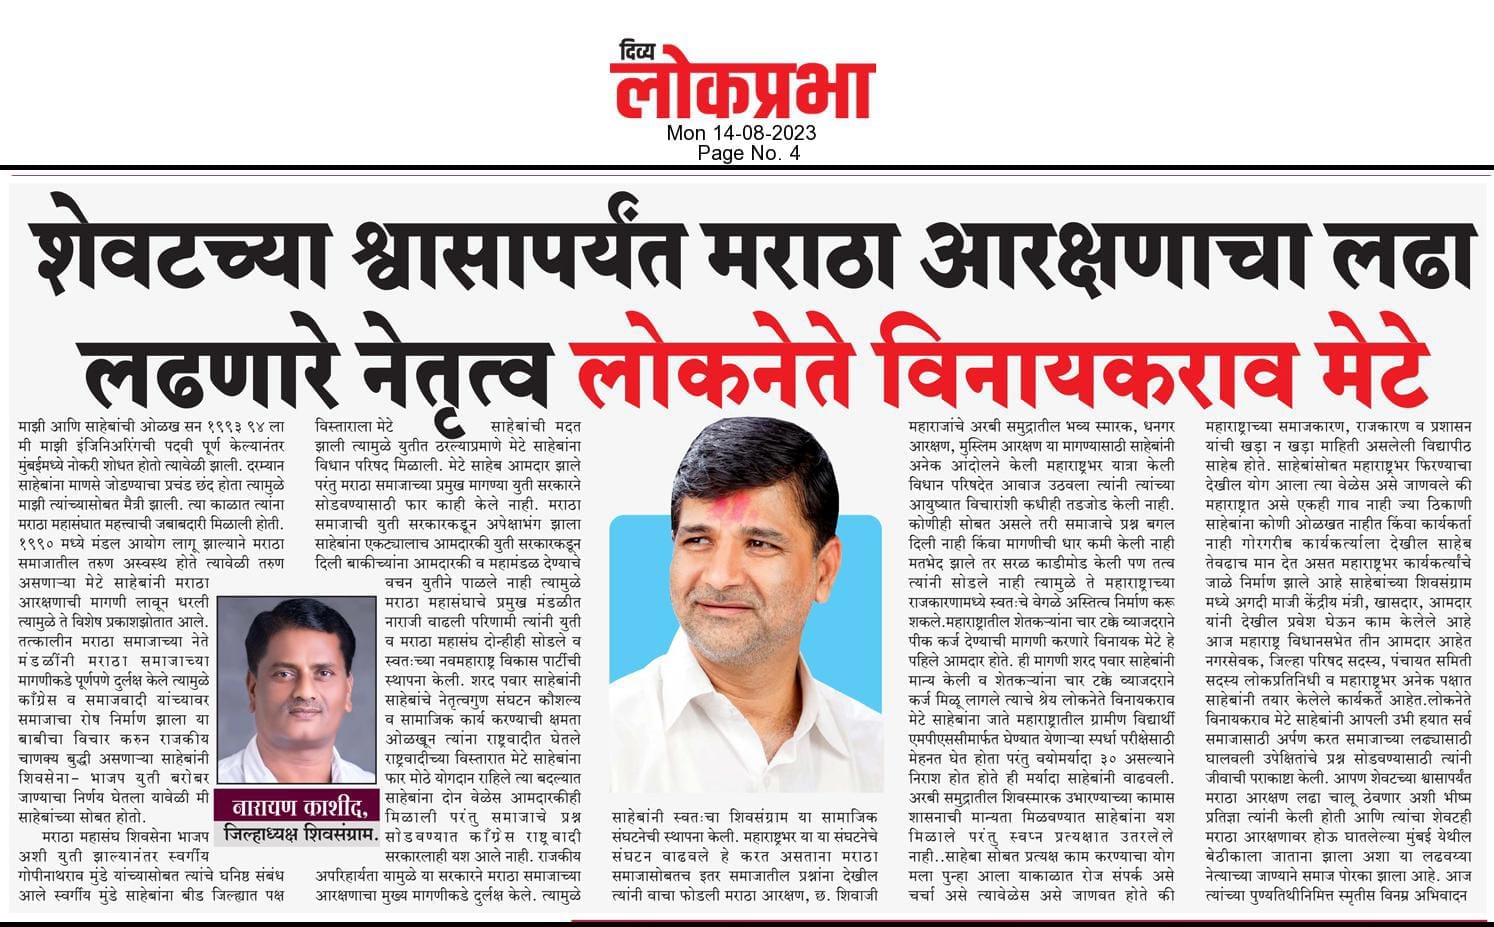 दिव्य
लोकप्रभा
Mon 14-08-2023
Page No. 4
शेवटच्या श्वासापर्यंत मराठा आरक्षणाचा लढा
लढणारे नेतृत्व लोकनेते विनायकराव मेटे
माझी आणि साहेबांची ओळख सन १९९३ ९४ ला
मी माझी इंजिनिअरिंगची पदवी पूर्ण केल्यानंतर
मुंबईमध्ये नोकरी शोधत होतो त्यावेळी झाली. दरम्यान
साहेबांना माणसे जोडण्याचा प्रचंड छंद होता त्यामुळे
माझी त्यांच्यासोबत मैत्री झाली. त्या काळात त्यांना
मराठा महासंघात महत्त्वाची जबाबदारी मिळाली होती.
१९९० मध्ये मंडल आयोग लागू झाल्याने मराठा
समाजातील तरुण अस्वस्थ होते त्यावेळी तरुण
असणाऱ्या मेटे साहेबांनी मराठा
आरक्षणाची मागणी लावून धरली
त्यामुळे ते विशेष प्रकाशझोतात आले.
तत्कालीन मराठा समाजाच्या नेते
मंडळींनी मराठा समाजाच्या
मागणीकडे पूर्णपणे दुर्लक्ष केले त्यामुळे
काँग्रेस व समाजवादी यांच्यावर
समाजाचा रोष निर्माण झाला या
बाबीचा विचार करुन राजकीय
चाणक्य बुद्धी असणाऱ्या साहेबांनी
शिवसेना- भाजप युती बरोबर
जाण्याचा निर्णय घेतला यावेळी मी
साहेबांच्या सोबत होतो.
मराठा महासंघ शिवसेना भाजप
अशी युती झाल्यानंतर स्वर्गीय
गोपीनाथराव मुंडे यांच्यासोबत त्यांचे घनिष्ठ संबंध
आले स्वर्गीय मुंडे साहेबांना बीड जिल्ह्यात पक्ष
नारायण काशीद,
जिल्हाध्यक्ष शिवसंग्राम.
विस्ताराला मेटे साहेबांची मदत
झाली त्यामुळे युतीत ठरल्याप्रमाणे मेटे साहेबांना
विधान परिषद मिळाली. मेटे साहेब आमदार झाले
परंतु मराठा समाजाच्या प्रमुख मागण्या युती सरकारने
सोडवण्यासाठी फार काही केले नाही. मराठा
समाजाची युती सरकारकडून अपेक्षाभंग झाला
साहेबांना एकट्यालाच आमदारकी युती सरकारकडून
दिली बाकीच्यांना आमदारकी व महामंडळ देण्याचे
वचन युतीने पाळले नाही त्यामुळे
मराठा महासंघाचे प्रमुख मंडळीत
नाराजी वाढली परिणामी त्यांनी युती
व मराठा महासंघ दोन्हीही सोडले व
स्वतःच्या नवमहाराष्ट्र विकास पार्टीची
स्थापना केली. शरद पवार साहेबांनी
साहेबांचे नेतृत्वगुण संघटन कौशल्य
व सामाजिक कार्य करण्याची क्षमता
ओळखून त्यांना राष्ट्रवादीत घेतले
राष्ट्रवादीच्या विस्तारात मेटे साहेबांना
फार मोठे योगदान राहिले त्या बदल्यात
साहेबांना दोन वेळेस आमदारकीही
मिळाली परंतु समाजाचे प्रश्न
सोडवण्यात काँग्रेस राष्ट्रवादी
सरकारलाही यश आले नाही. राजकीय
अपरिहार्यता यामुळे या सरकारने मराठा समाजाच्या
आरक्षणाचा मुख्य मागणीकडे दुर्लक्ष केले. त्यामुळे
साहेबांनी स्वतःचा शिवसंग्राम या सामाजिक
संघटनेची स्थापना केली. महाराष्ट्रभर या या संघटनेचे
संघटन वाढवले हे करत असताना मराठा
समाजासोबतच इतर समाजातील प्रश्नांना देखील
त्यांनी वाचा फोडली मराठा आरक्षण, छ. शिवाजी
महाराजांचे अरबी समुद्रातील भव्य स्मारक, धनगर
आरक्षण, मुस्लिम आरक्षण या मागण्यासाठी साहेबांनी
अनेक आंदोलने केली महाराष्ट्रभर यात्रा केली
विधान परिषदेत आवाज उठवला त्यांनी त्यांच्या
आयुष्यात विचारांशी कधीही तडजोड केली नाही.
कोणीही सोबत असले तरी समाजाचे प्रश्न बगल
दिली नाही किंवा मागणीची धार कमी केली नाही
मतभेद झाले तर सरळ काडीमोड केली पण तत्व
त्यांनी सोडले नाही त्यामुळे ते महाराष्ट्राच्या
राजकारणामध्ये स्वतःचे वेगळे अस्तित्व निर्माण करू
शकले.महाराष्ट्रातील शेतकऱ्यांना चार टक्के व्याजदराने
पीक कर्ज देण्याची मागणी करणारे विनायक मेटे हे
पहिले आमदार होते. ही मागणी शरद पवार साहेबांनी
मान्य केली व शेतकऱ्यांना चार टक्के व्याजदराने
कर्ज मिळू लागले त्याचे श्रेय लोकनेते विनायकराव
मेटे साहेबांना जाते महाराष्ट्रातील ग्रामीण विद्यार्थी
एमपीएससीमार्फत घेण्यात येणाऱ्या स्पर्धा परीक्षेसाठी
मेहनत घेत होता परंतु वयोमर्यादा ३० असल्याने
निराश होत होते ही मर्यादा साहेबांनी वाढवली.
अरबी समुद्रातील शिवस्मारक उभारण्याच्या कामास
शासनाची मान्यता मिळवण्यात साहेबांना यश
मिळाले परंतु स्वप्न प्रत्यक्षात उतरलेले
नाही..साहेबा सोबत प्रत्यक्ष काम करण्याचा योग
मला पुन्हा आला याकाळात रोज संपर्क असे
चर्चा असे त्यावेळेस असे जाणवत होते की
महाराष्ट्राच्या समाजकारण, राजकारण व प्रशासन
यांची खडा न खड़ा माहिती असलेली विद्यापीठ
साहेब होते. साहेबांसोबत महाराष्ट्रभर फिरण्याचा
देखील योग आला त्या वेळेस असे जाणवले की
महाराष्ट्रात असे एकही गाव नाही ज्या ठिकाणी
साहेबांना कोणी ओळखत नाहीत किंवा कार्यकर्ता
नाही गोरगरीब कार्यकर्त्याला देखील साहेब
तेवढाच मान देत असत महाराष्ट्रभर कार्यकर्त्यांचे
जाळे निर्माण झाले आहे साहेबांच्या शिवसंग्राम
मध्ये अगदी माजी केंद्रीय मंत्री, खासदार, आमदार
यांनी देखील प्रवेश घेऊन काम केलेले आहे
आज महाराष्ट्र विधानसभेत तीन आमदार आहेत
नगरसेवक, जिल्हा परिषद सदस्य, पंचायत समिती
सदस्य लोकप्रतिनिधी व महाराष्ट्रभर अनेक पक्षात
साहेबांनी तयार केलेले कार्यकर्ते आहेत.लोकनेते
विनायकराव मेटे साहेबांनी आपली उभी हयात सर्व
समाजासाठी अर्पण करत समाजाच्या लढ्यासाठी
घालवली उपेक्षितांचे प्रश्न सोडवण्यासाठी त्यांनी
जीवाची पराकाष्ठा केली. आपण शेवटच्या श्वासापर्यंत
मराठा आरक्षण लढा चालू ठेवणार अशी भीष्म
प्रतिज्ञा त्यांनी केली होती आणि त्यांचा शेवटही
मराठा आरक्षणावर होऊ घातलेल्या मुंबई येथील
बेठीकाला जाताना झाला अशा या लढवय्या
नेत्याच्या जाण्याने समाज पोरका झाला आहे. आज
त्यांच्या पुण्यतिथीनिमित्त स्मृतीस विनम्र अभिवादन